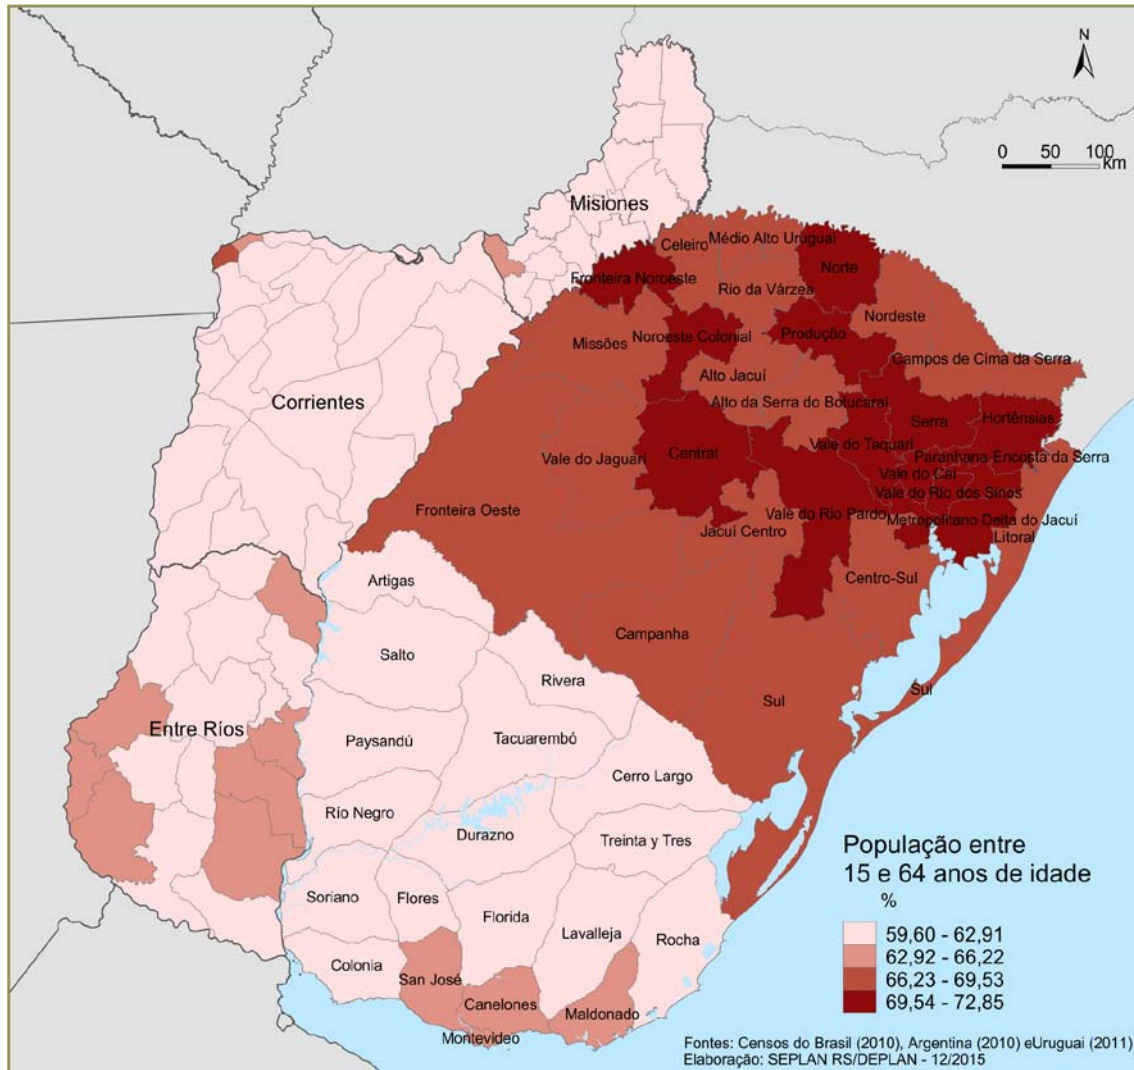 N
0 50 100
Km
Misiones
Celeiro
Médio Alto Uruguai
Norte
Fronteira Noroeste
Rio da Várzea
Nordeste
Missões
Noroeste Colonial
Produção
Campos de Cima da Serra
Alto Jacuí
Corrientes
Alto da Serra do Botucaraí
Serra
Hortênsias
Vale do Taquari
Central
Paranhana-Encosta da Serra
Vale do Jaguari
Vale do Caí
Vale do Rio dos Sinos
Fronteira Oeste
Vale do Rio Pardo
Metropolitano Delta do Jacuí
Jacuí Centro
Litoral
Artigas
Centro-Sul
Campanha
Salto
Rivera
Sul
Sul
Entre Ríos
Paysandú
Tacuarembó
Cerro Largo
Río Negro
Durazno
Treinta y Tres
Soriano
Flores
Florida
Lavalleja
Rocha
Colonia
San José
Canelones
Maldonado
Montevideo
População entre
15 e 64 anos de idade
%
59,60 - 62,91
62,92 - 66,22
66,23 - 69,53
69,54 - 72,85
Fontes: Censos do Brasil (2010), Argentina (2010) eUruguai (2011)
Elaboração: SEPLAN RS/DEPLAN - 12/2015